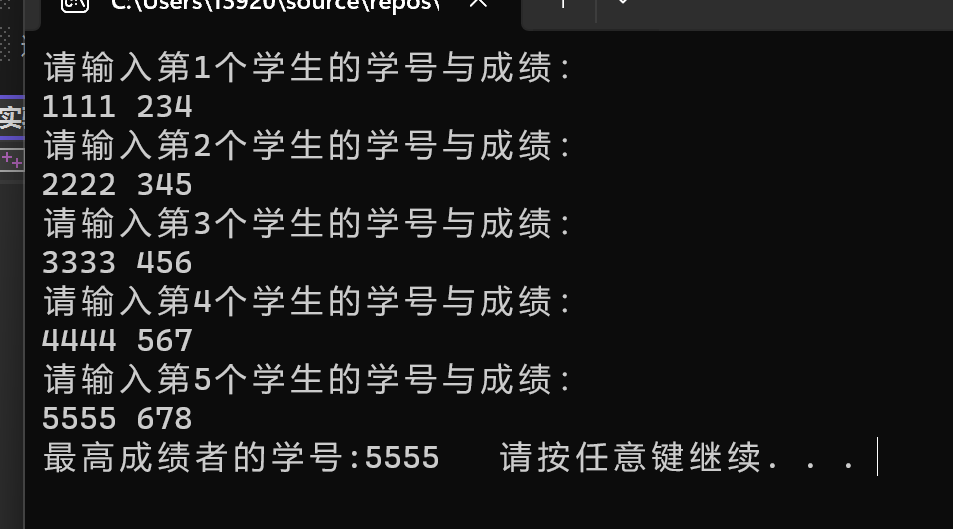 C:\Users\13920\source\repos\
请输入第1个学生的学号与成绩:
1111 234
实
请输入第2个学生的学号与成绩:
2222 345
请输入第3个学生的学号与成绩:
3333 456
请输入第4个学生的学号与成绩:
4444 567
请输入第5个学生的学号与成绩:
5555 678
最高成绩者的学号:5555 请按任意键继续. . .